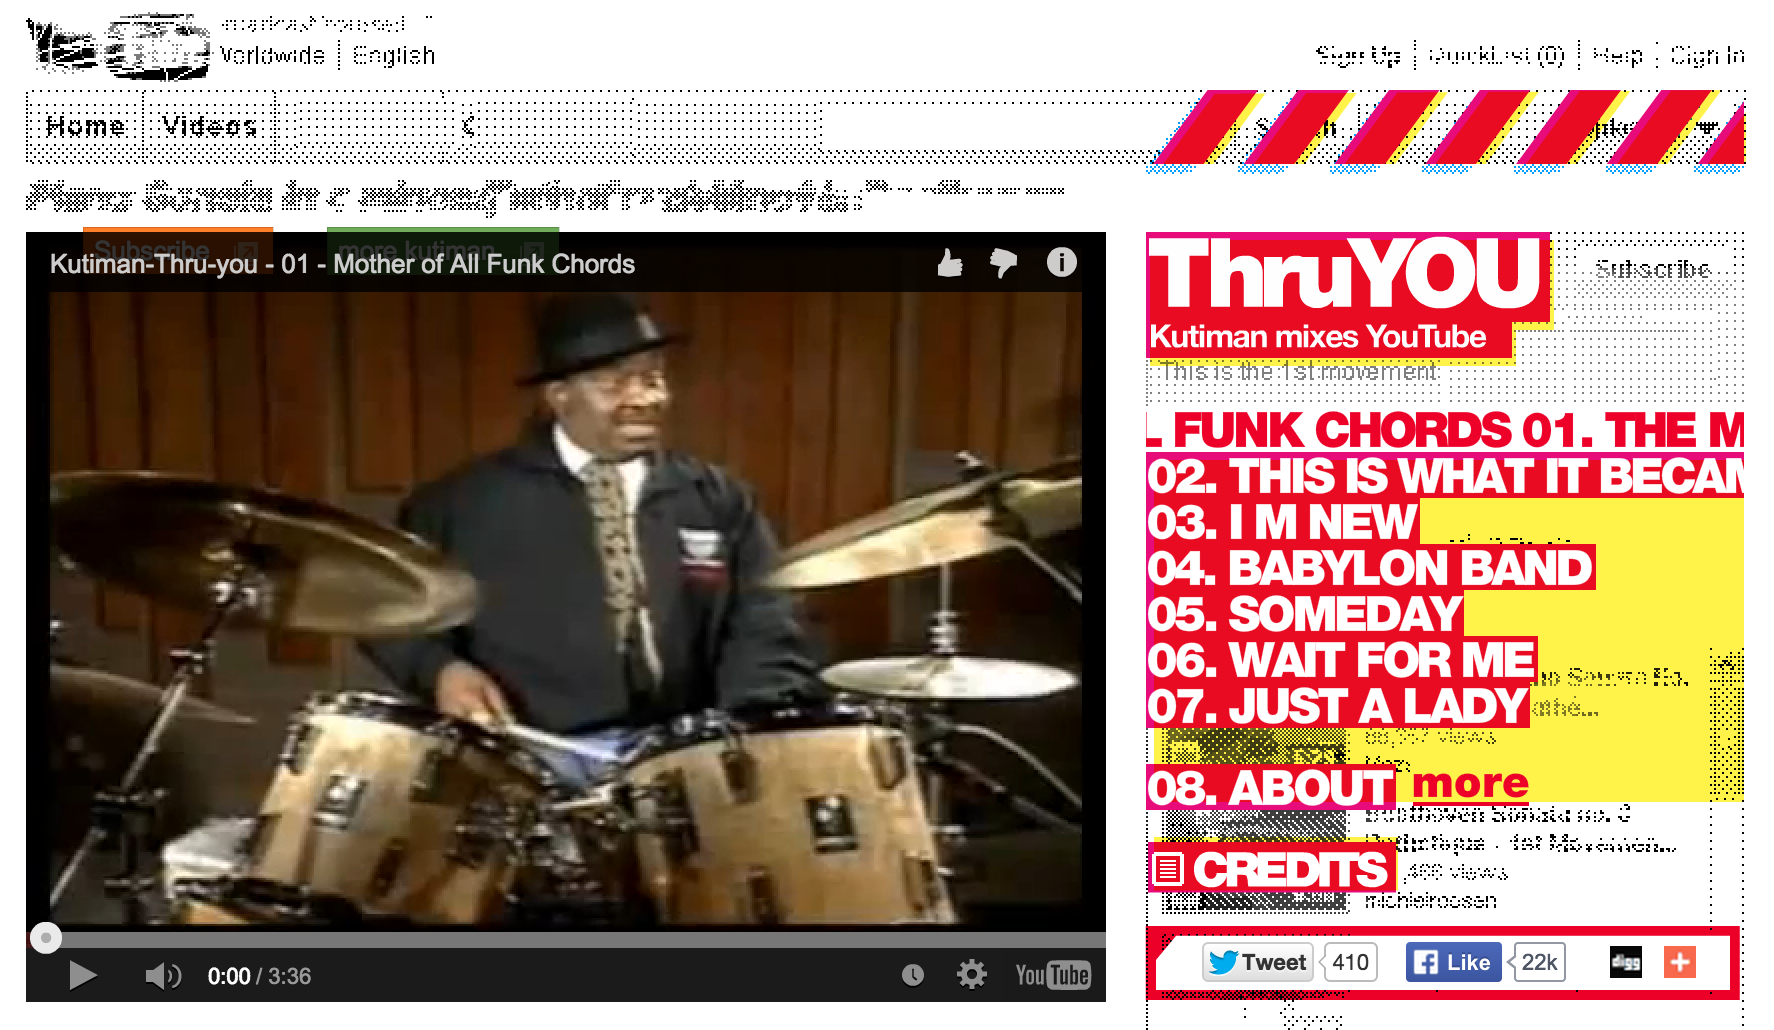 Worldwide | English
Sign Up | QuickList (0) | Help | Sign In
Home Videos
Subscribe more kutiman
Kutiman-Thru-you - 01 - Mother of All Funk Chords
ThruYOU
Subscribe
Kutiman mixes YouTube
This is the 1st movement
L FUNK CHORDS 01. THE M
02. THIS IS WHAT IT BECAM
03. I M NEW
04. BABYLON BAND
05. SOMEDAY
06. WAIT FOR ME
07. JUST A LADY
views
08. ABOUT more
Beethoven Sonata no.
CREDITS
views
michielroosen
Tweet 410 Like 22k digg +
0:00 / 3:36 YouTube